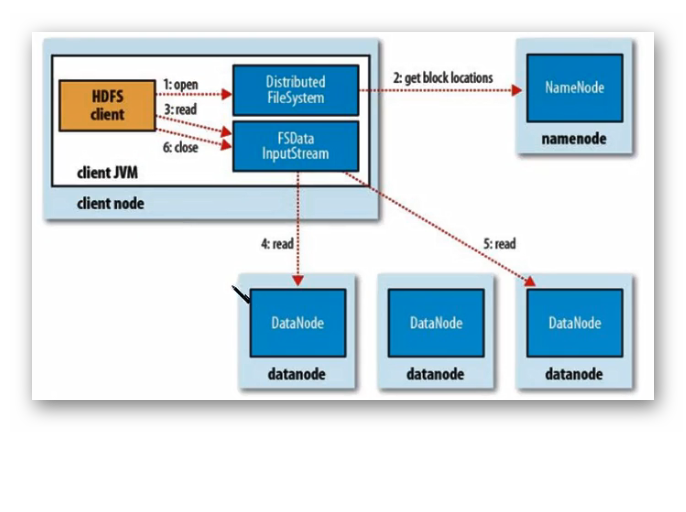 HDFS
client
1: open
3: read
6: close
Distributed
FileSystem
FSData
InputStream
client JVM
client node
2: get block locations
NameNode
namenode
4: read
5: read
DataNode
datanode
DataNode
datanode
DataNode
datanode